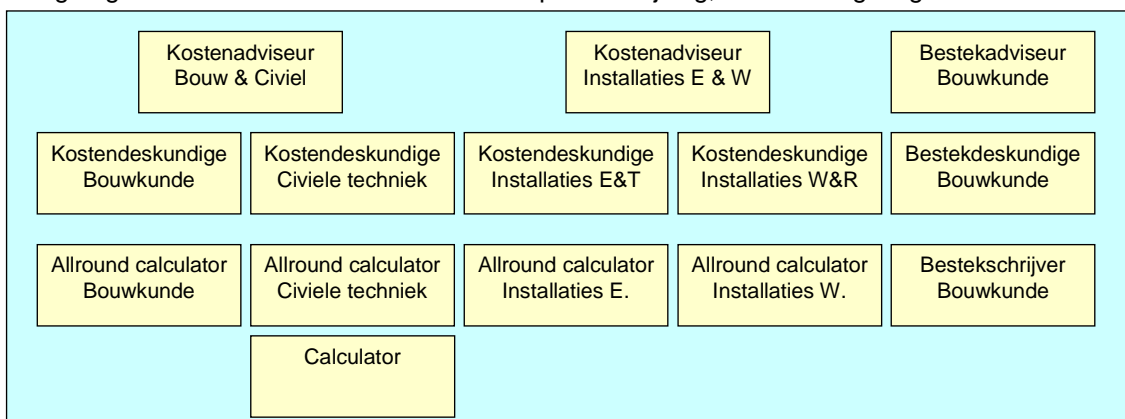 Kostenadviseur
Bouw & Civiel
Kostenadviseur
Installaties E & W
Bestekadviseur
Bouwkunde
Kostendeskundige
Bouwkunde
Kostendeskundige
Civiele techniek
Kostendeskundige
Installaties E&T
Kostendeskundige
Installaties W&R
Bestekdeskundige
Bouwkunde
Allround calculator
Bouwkunde
Allround calculator
Civiele techniek
Allround calculator
Installaties E.
Allround calculator
Installaties W.
Bestekschrijver
Bouwkunde
Calculator